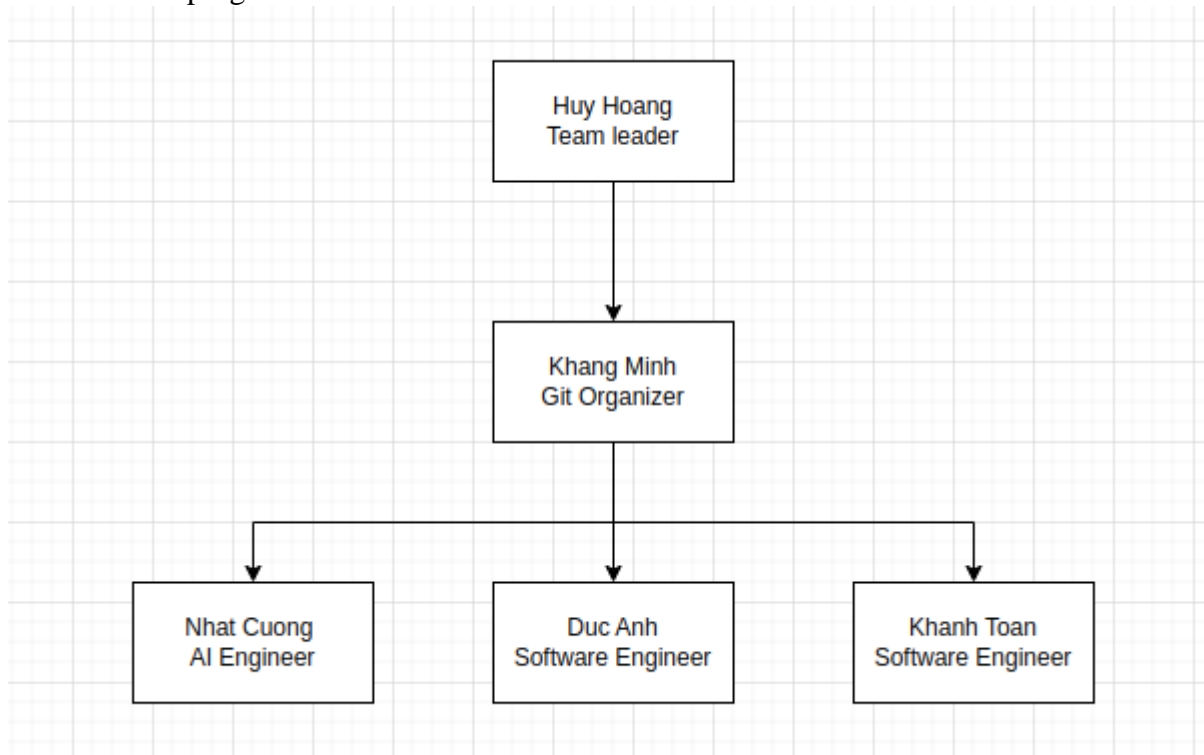 Huy Hoang
Team leader
Khang Minh
Git Organizer
Nhat Cuong
AI Engineer
Duc Anh
Software Engineer
Khanh Toan
Software Engineer